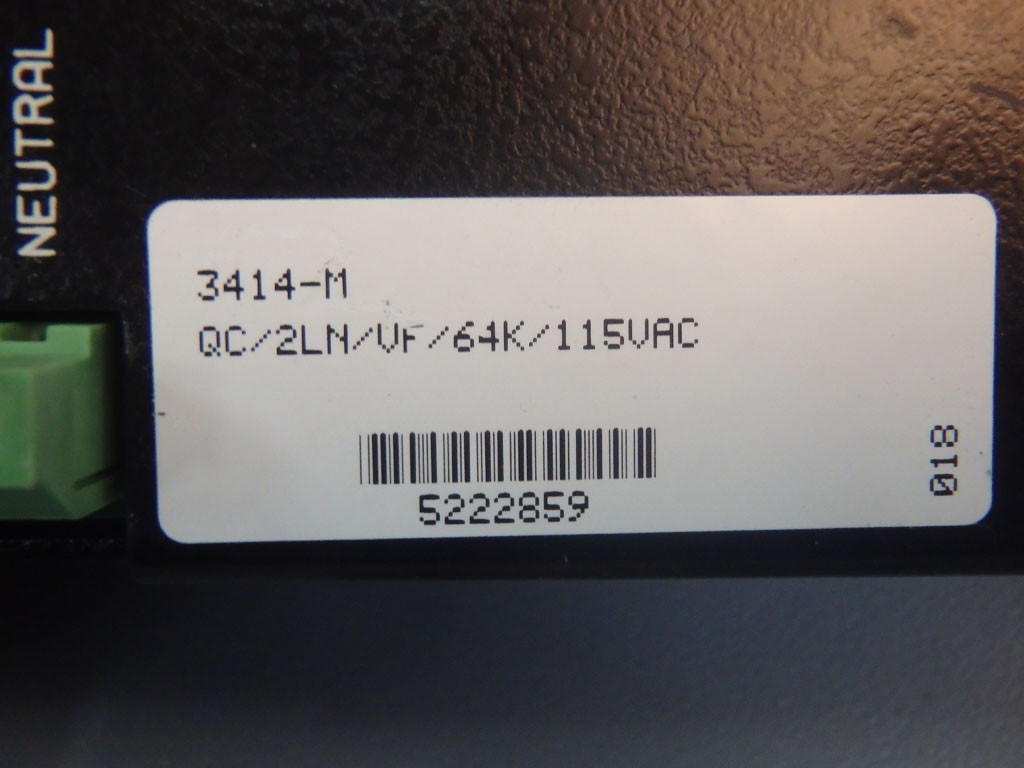 NEUTRAL
3414-M
QC/2LN/VF/64K/115VAC
5222859
018